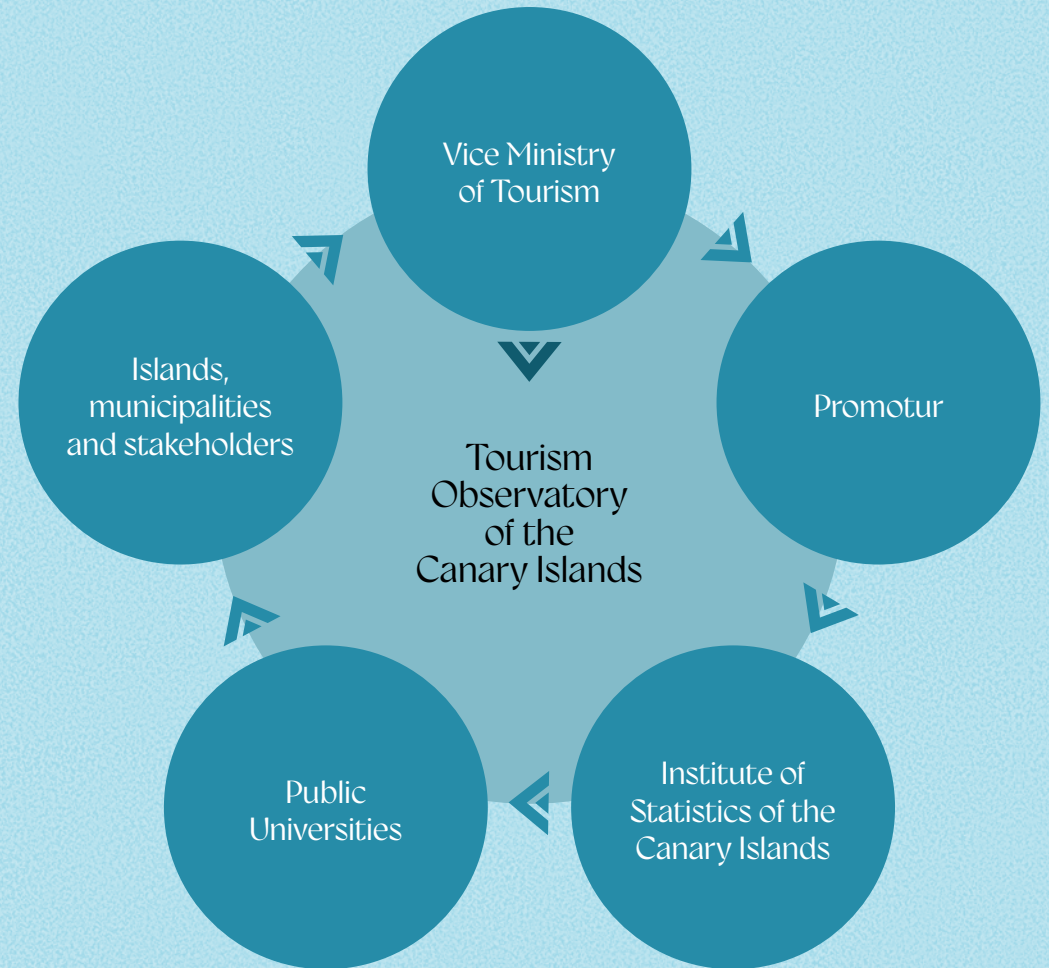 Vice Ministry
of Tourism
Islands,
municipalities
and stakeholders
Promotur
Tourism
Observatory
of the
Canary Islands
Public
Universities
Institute of
Statistics of the
Canary Islands